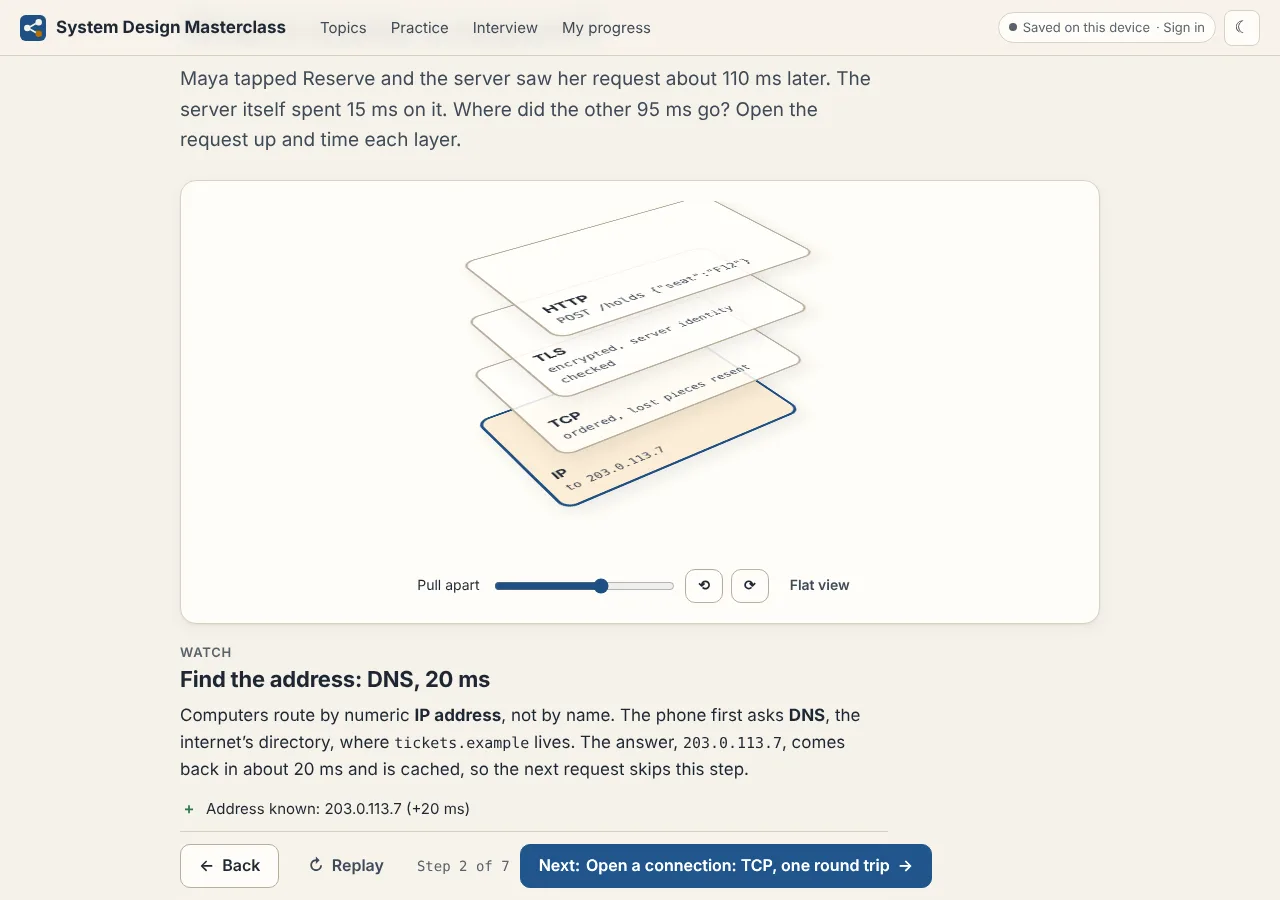 System Design Masterclass
Topics
Practice
Interview
My progress
Saved on this device · Sign in
Maya tapped Reserve and the server saw her request about 110 ms later. The
server itself spent 15 ms on it. Where did the other 95 ms go? Open the
request up and time each layer.
HTTP
POST /holds {"seat":"F12"}
TLS
encrypted, server identity
checked
TCP
ordered, lost pieces resent
IP
to 203.0.113.7
Pull apart
Flat view
WATCH
Find the address: DNS, 20 ms
Computers route by numeric IP address, not by name. The phone first asks DNS, the
internet’s directory, where tickets.example lives. The answer, 203.0.113.7, comes
back in about 20 ms and is cached, so the next request skips this step.
+ Address known: 203.0.113.7 (+20 ms)
← Back
↻ Replay
Step 2 of 7
Next: Open a connection: TCP, one round trip →